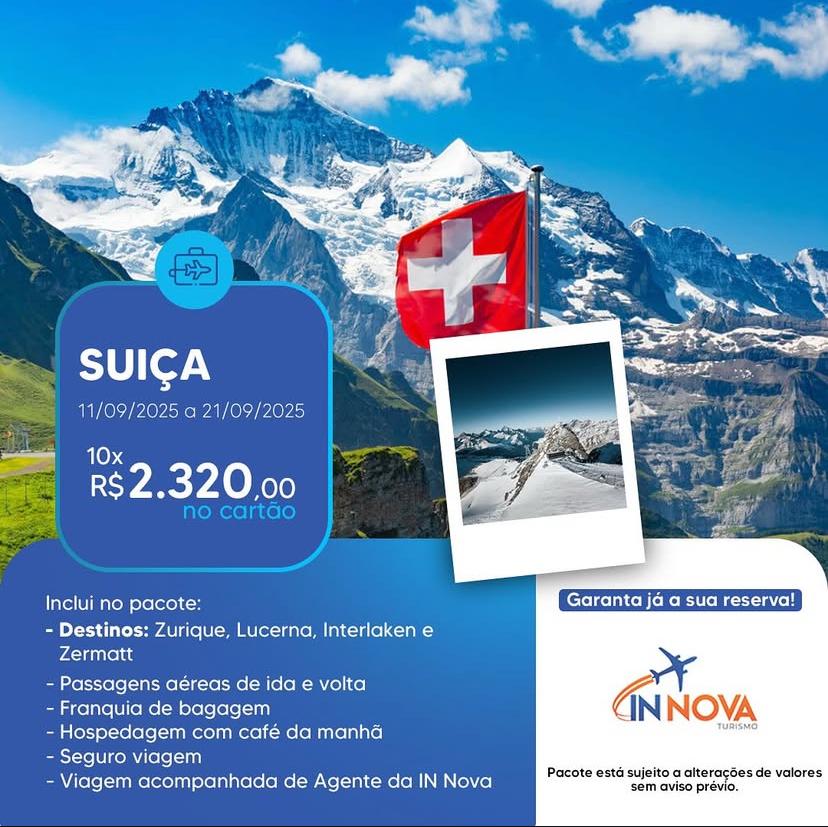 SUIÇA
11/09/2025 a 21/09/2025
10x
R$ 2.320,00
no cartão
Inclui no pacote:
- Destinos: Zurique, Lucerna, Interlaken e
Zermatt
- Passagens aéreas de ida e volta
- Franquia de bagagem
- Hospedagem com café da manhã
- Seguro viagem
- Viagem acompanhada de Agente da IN Nova
Garanta já a sua reserva!
IN NOVA
TURISMO
Pacote está sujeito a alterações de valores
sem aviso prévio.